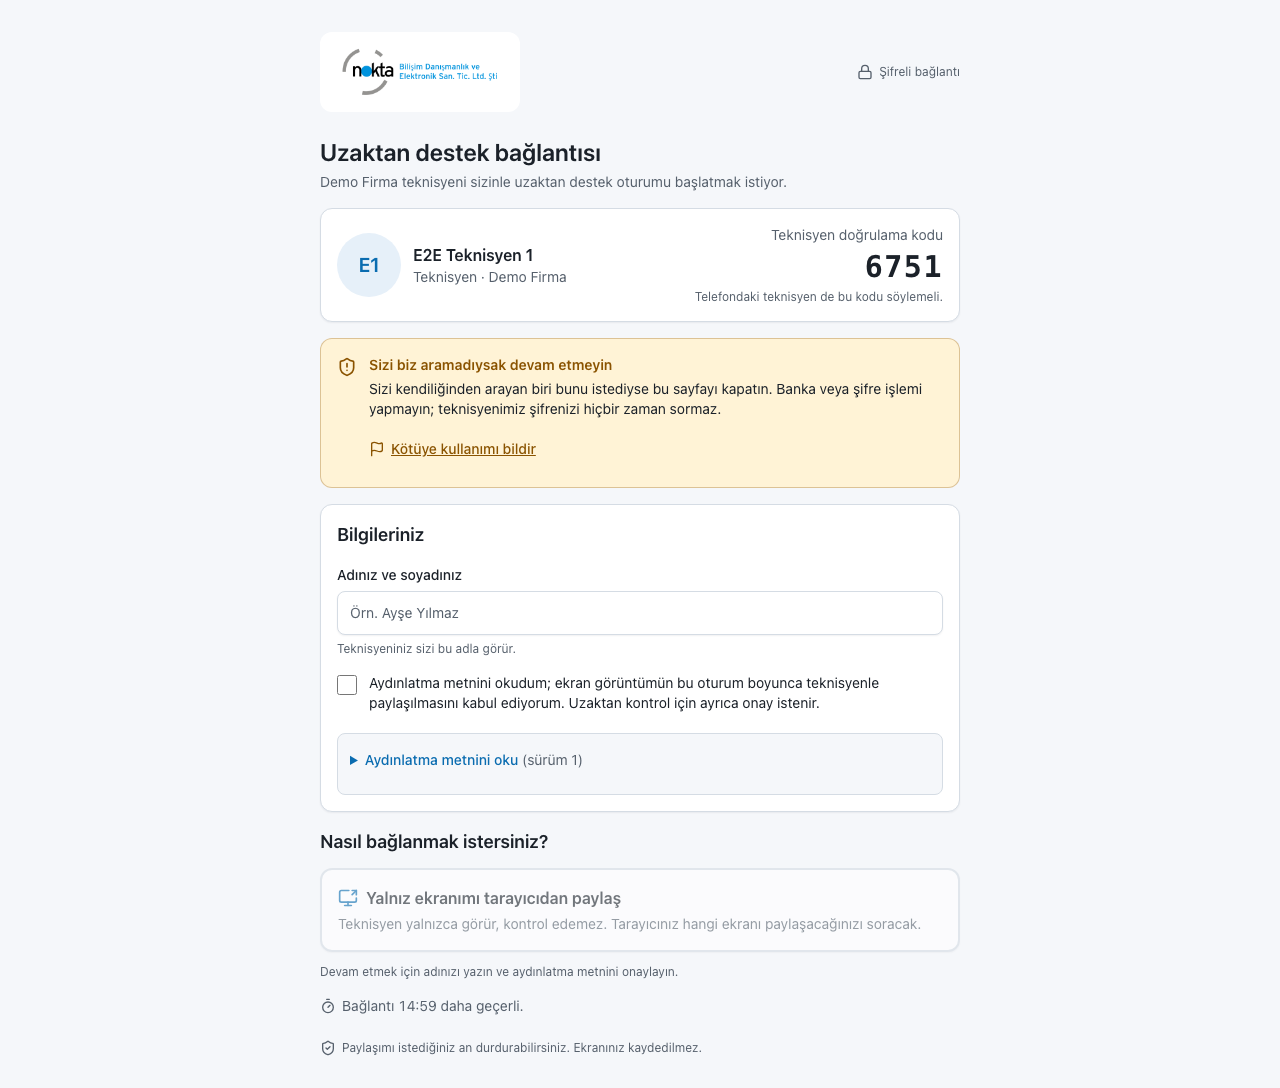 nokta Bilişim Danışmanlık ve
Elektronik San. Tic. Ltd. Şti
Şifreli bağlantı
Uzaktan destek bağlantısı
Demo Firma teknisyeni sizinle uzaktan destek oturumu başlatmak istiyor.
E1
E2E Teknisyen 1
Teknisyen · Demo Firma
Teknisyen doğrulama kodu
6751
Telefondaki teknisyen de bu kodu söylemeli.
Sizi biz aramadıysak devam etmeyin
Sizi kendiliğinden arayan biri bunu istediyse bu sayfayı kapatın. Banka veya şifre işlemi
yapmayın; teknisyenimiz şifrenizi hiçbir zaman sormaz.
Kötüye kullanımı bildir
Bilgileriniz
Adınız ve soyadınız
Örn. Ayşe Yılmaz
Teknisyeniniz sizi bu adla görür.
Aydınlatma metnini okudum; ekran görüntümün bu oturum boyunca teknisyenle
paylaşılmasını kabul ediyorum. Uzaktan kontrol için ayrıca onay istenir.
Aydınlatma metnini oku (sürüm 1)
Nasıl bağlanmak istersiniz?
Yalnız ekranımı tarayıcıdan paylaş
Teknisyen yalnızca görür, kontrol edemez. Tarayıcınız hangi ekranı paylaşacağınızı soracak.
Devam etmek için adınızı yazın ve aydınlatma metnini onaylayın.
Bağlantı 14:59 daha geçerli.
Paylaşımı istediğiniz an durdurabilirsiniz. Ekranınız kaydedilmez.